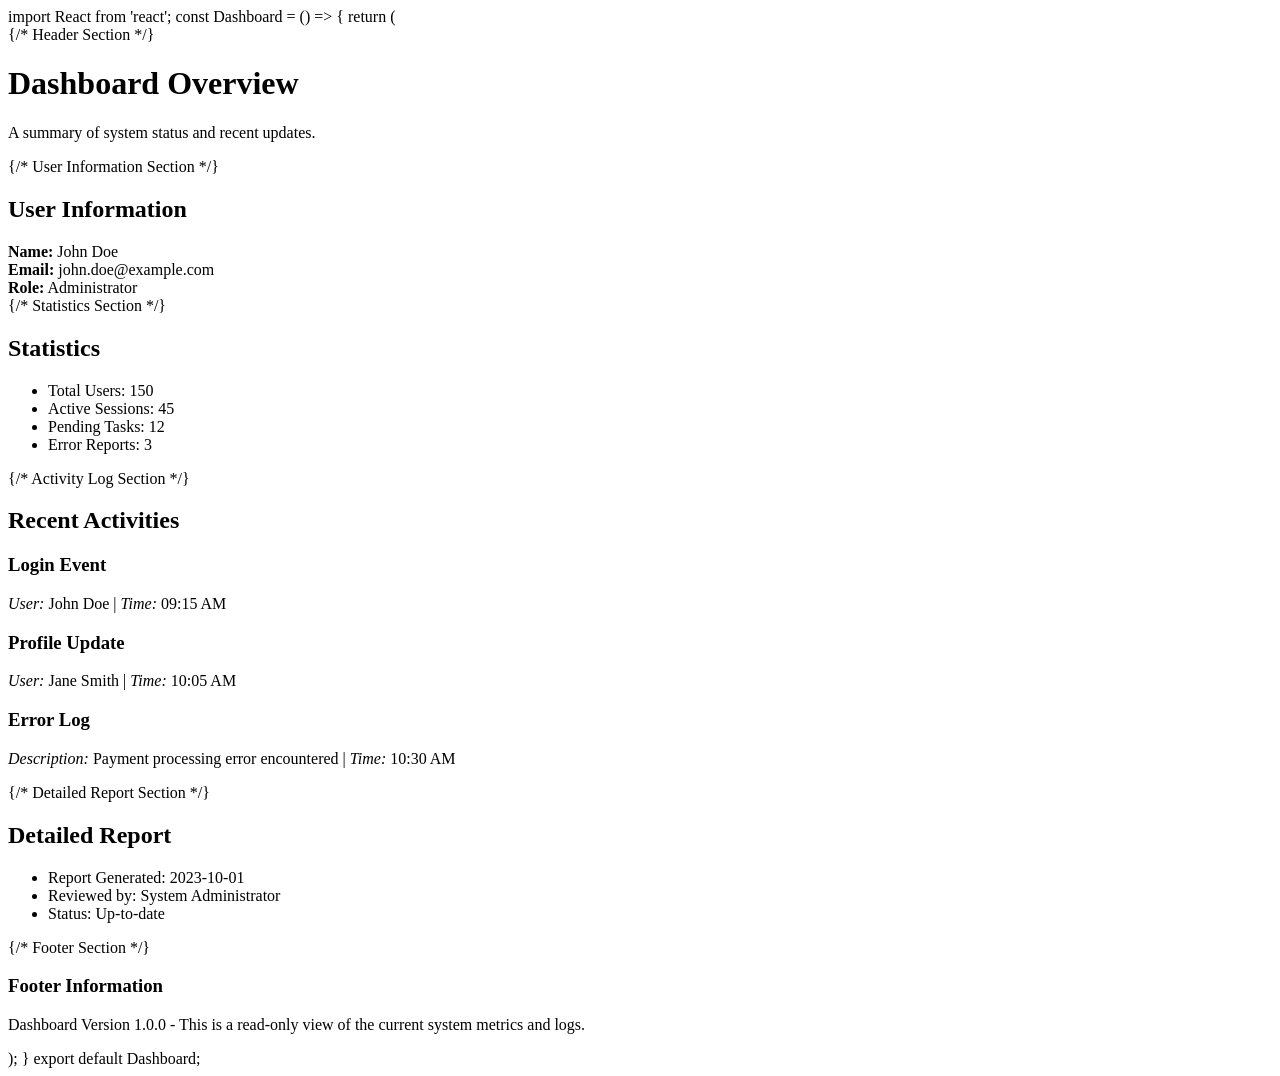 import React from 'react'; const Dashboard = () => { return (
{/* Header Section */}
Dashboard Overview
A summary of system status and recent updates.
{/* User Information Section */}
User Information
Name: John Doe
Email: john.doe@example.com
Role: Administrator
{/* Statistics Section */}
Statistics
• Total Users: 150
• Active Sessions: 45
• Pending Tasks: 12
• Error Reports: 3
{/* Activity Log Section */}
Recent Activities
Login Event
User: John Doe | Time: 09:15 AM
Profile Update
User: Jane Smith | Time: 10:05 AM
Error Log
Description: Payment processing error encountered | Time: 10:30 AM
{/* Detailed Report Section */}
Detailed Report
• Report Generated: 2023-10-01
• Reviewed by: System Administrator
• Status: Up-to-date
{/* Footer Section */}
Footer Information
Dashboard Version 1.0.0 - This is a read-only view of the current system metrics and logs.
); } export default Dashboard;